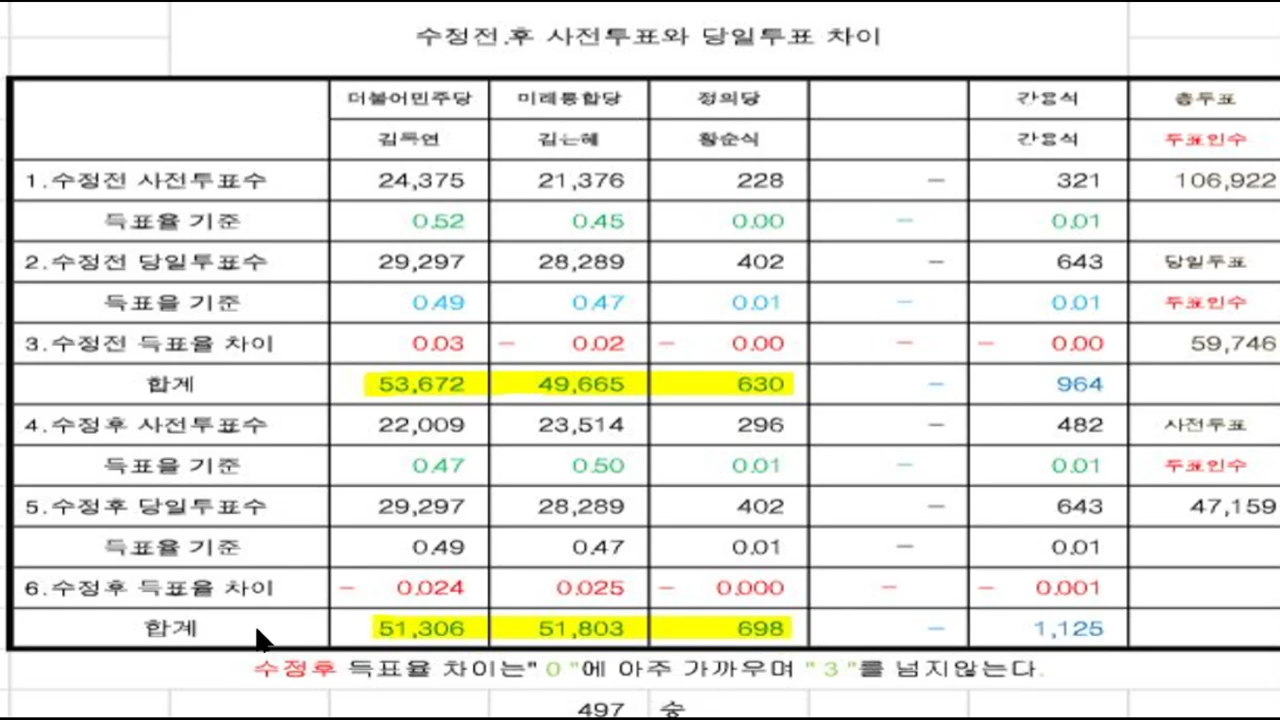 수정전.후 사전투표와 당일투표 차이
더불어민주당 미래통합당 정의당 간용석 총투표
김득연 김은혜 황순식 간용석 투표인수
1.수정전 사전투표수 24,375 21,376 228 – 321 106,922
득표율 기준 0.52 0.45 0.00 – 0.01
2.수정전 당일투표수 29,297 28,289 402 – 643 당일투표
득표율 기준 0.49 0.47 0.01 – 0.01 투표인수
3.수정전 득표율 차이 0.03 – 0.02 – 0.00 – – 0.00 59,746
합계 53,672 49,665 630 – 964
4.수정후 사전투표수 22,009 23,514 296 – 482 사전투표
득표율 기준 0.47 0.50 0.01 – 0.01 투표인수
5.수정후 당일투표수 29,297 28,289 402 – 643 47,159
득표율 기준 0.49 0.47 0.01 – 0.01
6.수정후 득표율 차이 – 0.024 0.025 – 0.000 – – 0.001
합계 51,306 51,803 698 – 1,125
수정후 득표율 차이는" 0 "에 아주 가까우며 " 3 "를 넘지않는다.
497 승